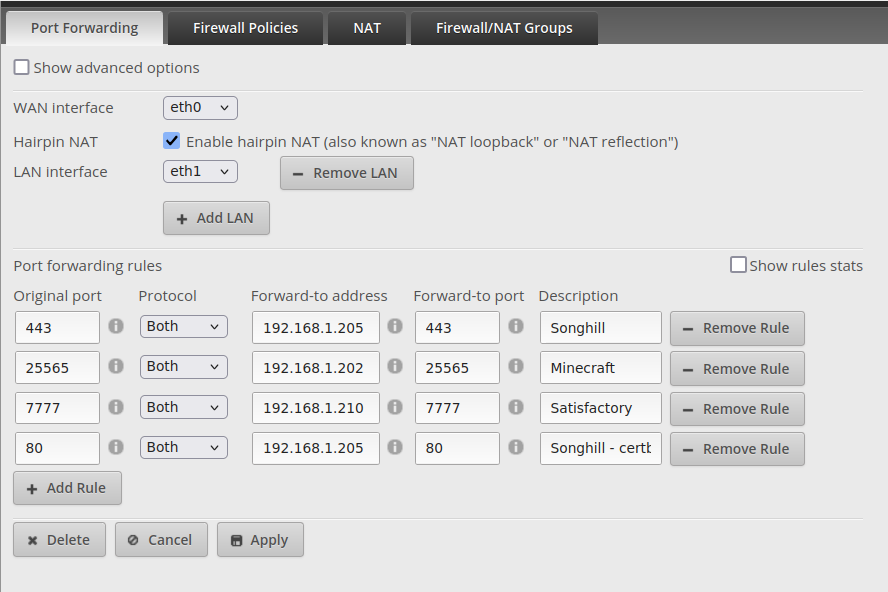 Port Forwarding Firewall Policies NAT Firewall/NAT Groups
Show advanced options
WAN interface eth0
Hairpin NAT Enable hairpin NAT (also known as "NAT loopback" or "NAT reflection")
LAN interface eth1 Remove LAN
Add LAN
Port forwarding rules Show rules stats
Original port Protocol Forward-to address Forward-to port Description
443 Both 192.168.1.205 443 Songhill Remove Rule
25565 Both 192.168.1.202 25565 Minecraft Remove Rule
7777 Both 192.168.1.210 7777 Satisfactory Remove Rule
80 Both 192.168.1.205 80 Songhill - certb Remove Rule
Add Rule
Delete Cancel Apply